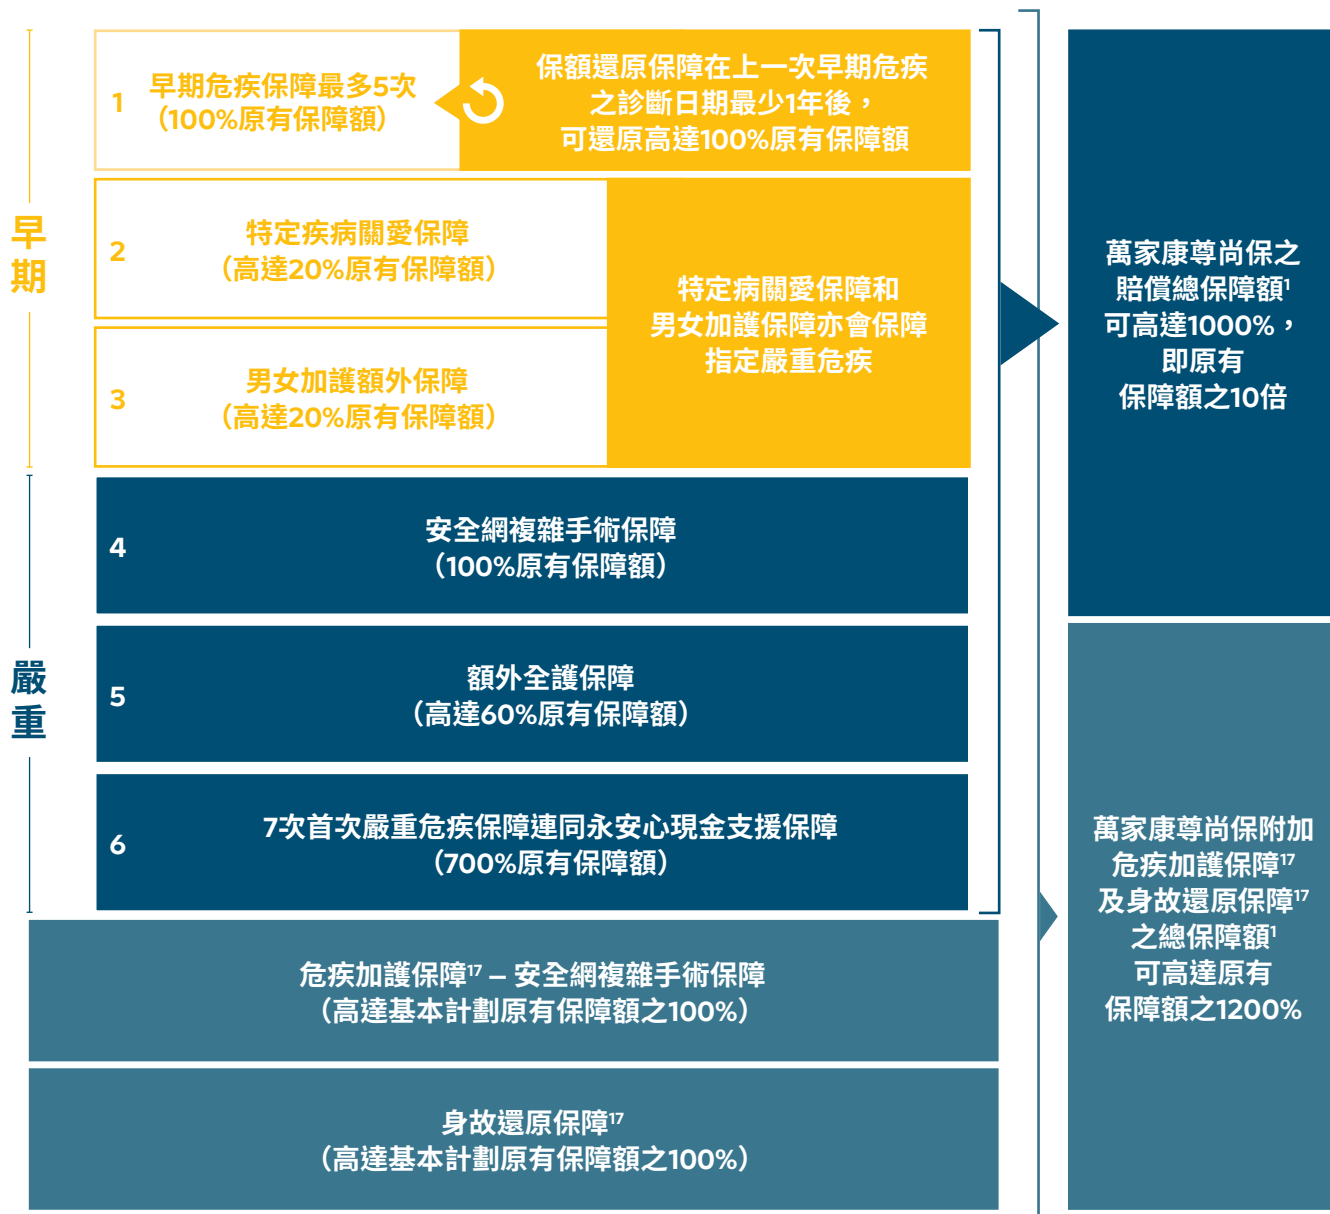 早期
1
早期危疾保障最多5次
（100%原有保障額）
保額還原保障在上一次早期危疾
之診斷日期最少1年後，
可還原高達100%原有保障額
2
特定疾病關愛保障
（高達20%原有保障額）
3
男女加護額外保障
（高達20%原有保障額）
特定病關愛保障和
男女加護保障亦會保障
指定嚴重危疾
嚴重
4
安全網複雜手術保障
（100%原有保障額）
5
額外全護保障
（高達60%原有保障額）
6
7次首次嚴重危疾保障連同永安心現金支援保障
（700%原有保障額）
危疾加護保障17 – 安全網複雜手術保障
（高達基本計劃原有保障額之100%）
身故還原保障17
（高達基本計劃原有保障額之100%）
萬家康尊尚保之
賠償總保障額1
可高達1000%，
即原有
保障額之10倍
萬家康尊尚保附加
危疾加護保障17
及身故還原保障17
之總保障額1
可高達原有
保障額之1200%